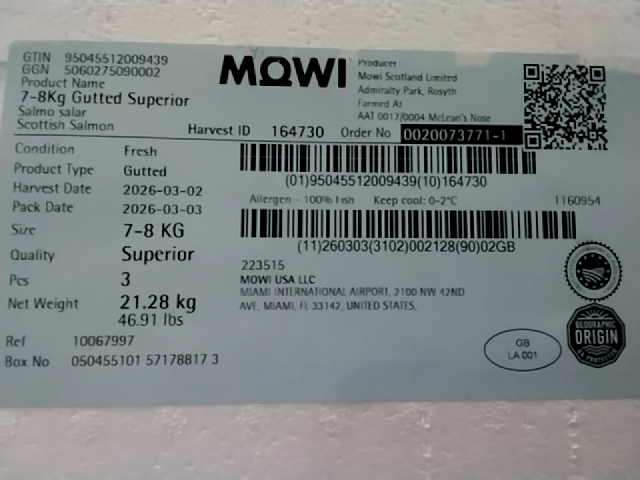 GTIN 95045512009439
GGN 5060275090002
Product Name
7-8Kg Gutted Superior
Salmo salar
Scottish Salmon
MOWI
Producer
Mowi Scotland Limited
Admiralty Park, Rosyth
Farmed At
AAT 0017/0004 McLean's Nose
Harvest ID 164730 Order No 0020073771-1
Condition Fresh
Product Type Gutted
Harvest Date 2026-03-02
Pack Date 2026-03-03
Size 7-8 KG
Quality Superior
Pcs 3
Net Weight 21.28 kg
46.91 lbs
Ref 10067997
Box No 050455101 57178817 3
(01)95045512009439(10)164730
Allergen - 100% Fish Keep cool: 0-2°C 1160954
(11)260303(3102)002128(90)02GB
223515
MOWI USA LLC
MIAMI INTERNATIONAL AIRPORT, 2100 NW 42ND
AVE, MIAMI, FL 33142, UNITED STATES,
GB
LA 001
GEOGRAPHIC
ORIGIN
UK PROTECTED